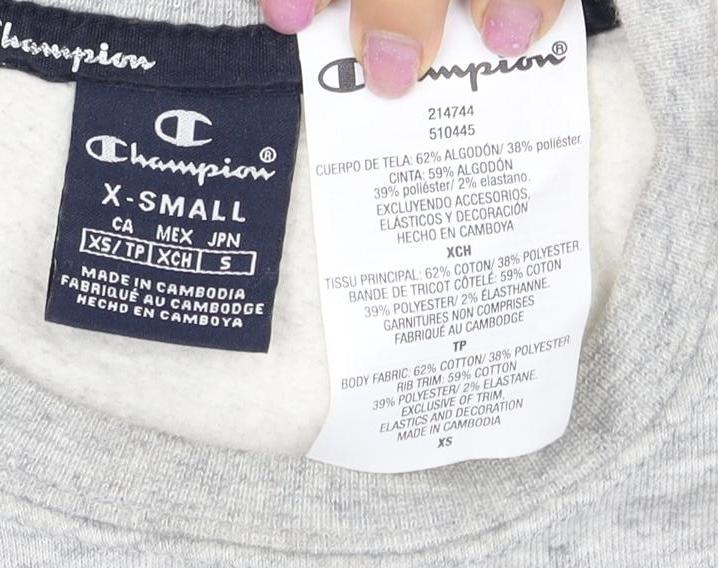 Champion
Champion®
X-SMALL
CA MEX JPN
XS/TP XCH S
MADE IN CAMBODIA
FABRIQUÉ AU CAMBODGE
HECHO EN CAMBOYA
Champion®
214744
510445
CUERPO DE TELA: 62% ALGODÓN/ 38% poliéster
CINTA: 59% ALGODÓN
39% poliéster/ 2% elastano.
EXCLUYENDO ACCESORIOS,
ELÁSTICOS Y DECORACIÓN
HECHO EN CAMBOYA
XCH
TISSU PRINCIPAL: 62% COTON/ 38% POLYESTER.
BANDE DE TRICOT CÔTELÉ: 59% COTON
39% POLYESTER/ 2% ÉLASTHANNE.
GARNITURES NON COMPRISES
FABRIQUÉ AU CAMBODGE
TP
BODY FABRIC: 62% COTTON/ 38% POLYESTER
RIB TRIM: 59% COTTON
39% POLYESTER/ 2% ELASTANE.
EXCLUSIVE OF TRIM,
ELASTICS AND DECORATION
MADE IN CAMBODIA
XS